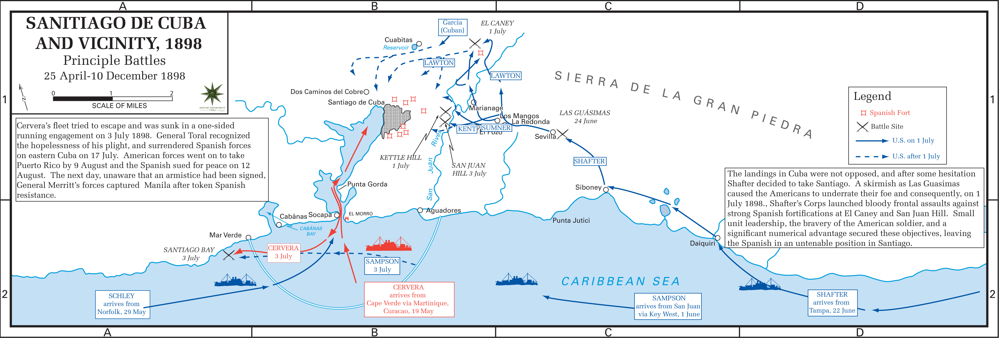 A B C D
SANITIAGO DE CUBA
AND VICINITY, 1898
Principle Battles
25 April-10 December 1898
N
0 1 2
SCALE OF MILES
HISTORY DEPARTMENT
USMA
1
1
Cervera's fleet tried to escape and was sunk in a one-sided
running engagement on 3 July 1898. General Toral recognized
the hopelessness of his plight, and surrendered Spanish forces
on eastern Cuba on 17 July. American forces went on to take
Puerto Rico by 9 August and the Spanish sued for peace on 12
August. The next day, unaware that an armistice had been signed,
General Merritt's forces captured Manila after token Spanish
resistance.
Garcia
(Cuban)
EL CANEY
1 July
Cuabitas
Reservoir
LAWTON
LAWTON
Dos Caminos del Cobre
Santiago de Cuba
Marianage
Los Mangos
La Redonda
KENT
SUMNER
El Pozo
LAS GUÁSIMAS
24 June
Sevilla
SIERRA DE LA GRAN PIEDRA
KETTLE HILL
1 July
SAN JUAN
HILL 3 July
San Juan River
SHAFTER
Siboney
Punta Gorda
Legend
Spanish Fort
Battle Site
U.S. on 1 July
U.S. after 1 July
The landings in Cuba were not opposed, and after some hesitation
Shafter decided to take Santiago. A skirmish as Las Guasimas
caused the Americans to underrate their foe and consequently, on 1
July 1898., Shafter's Corps launched bloody frontal assaults against
strong Spanish fortifications at El Caney and San Juan Hill. Small
unit leadership, the bravery of the American soldier, and a
significant numerical advantage secured these objectives, leaving
the Spanish in an untenable position in Santiago.
Cabãnas
Socapa
EL MORRO
Aguadores
CABÃNAS
BAY
Punta Jutici
Mar Verde
Daiquiri
SANTIAGO BAY
3 July
CERVERA
3 July
SAMPSON
3 July
CARIBBEAN SEA
2
2
SCHLEY
arrives from
Norfolk, 29 May
CERVERA
arrives from
Cape Verde via Martinique,
Curacao, 19 May
SAMPSON
arrives from San Juan
via Key West, 1 June
SHAFTER
arrives from
Tampa, 22 June
A B C D